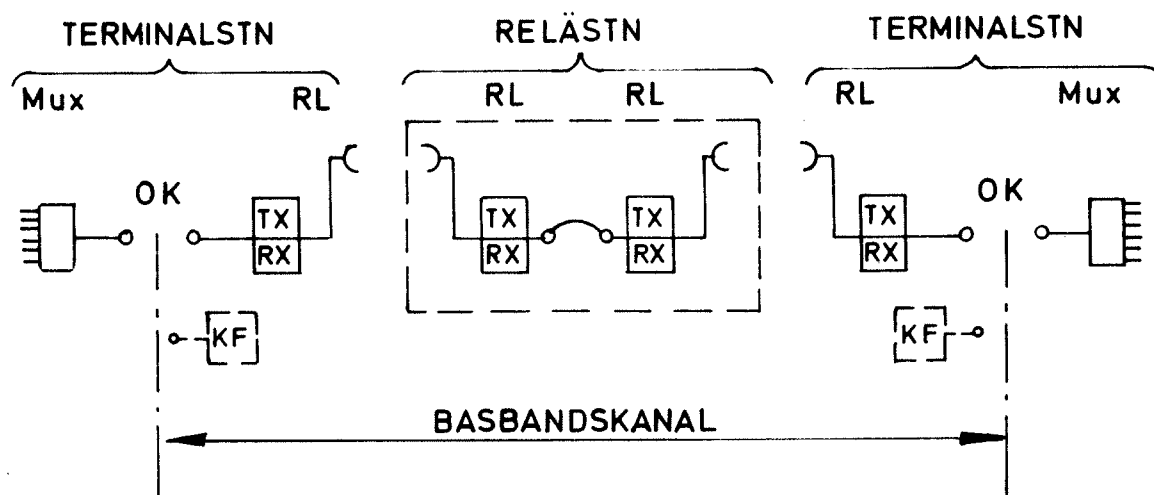 TERMINALSTN RELÄSTN TERMINALSTN
Mux RL RL RL RL Mux
OK OK
TX TX TX TX
RX RX RX RX
KF KF
BASBANDSKANAL